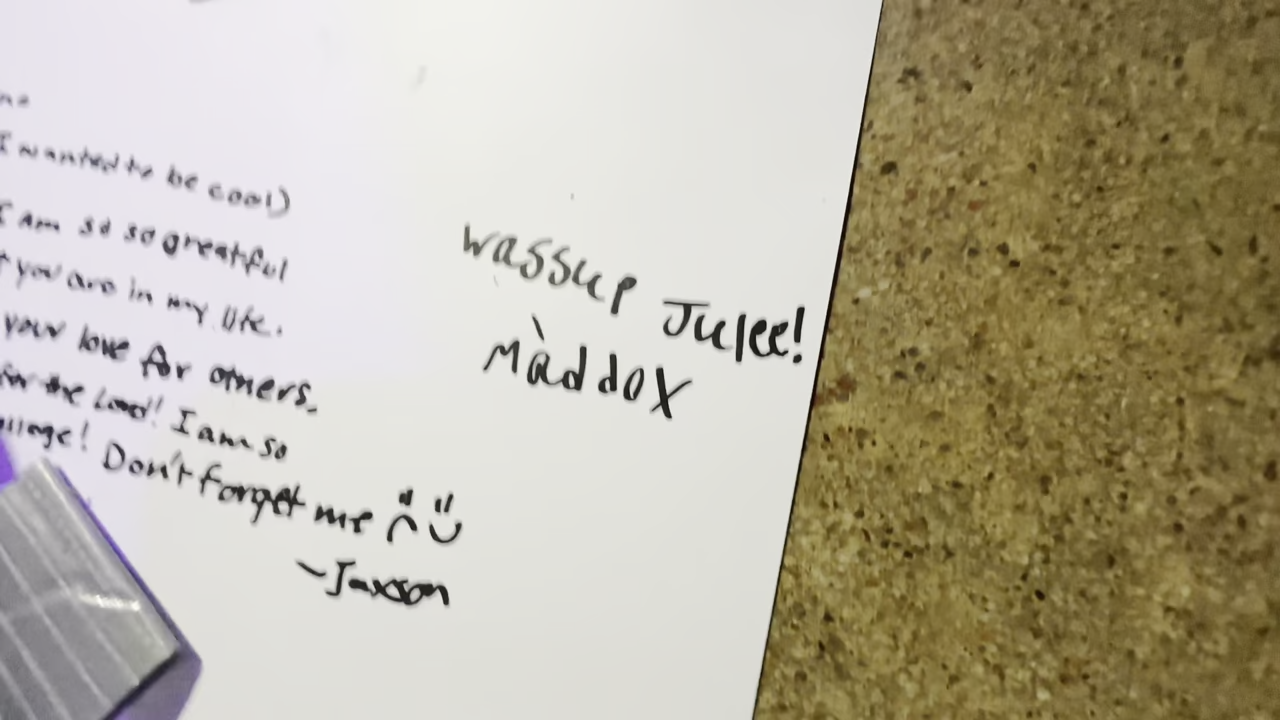 I wanted to be cool)
I am so so greatful
you are in my life.
your love for others,
for the Lord! I am so
Don't forget me
~Jaxson
wassup Julee!
Maddox